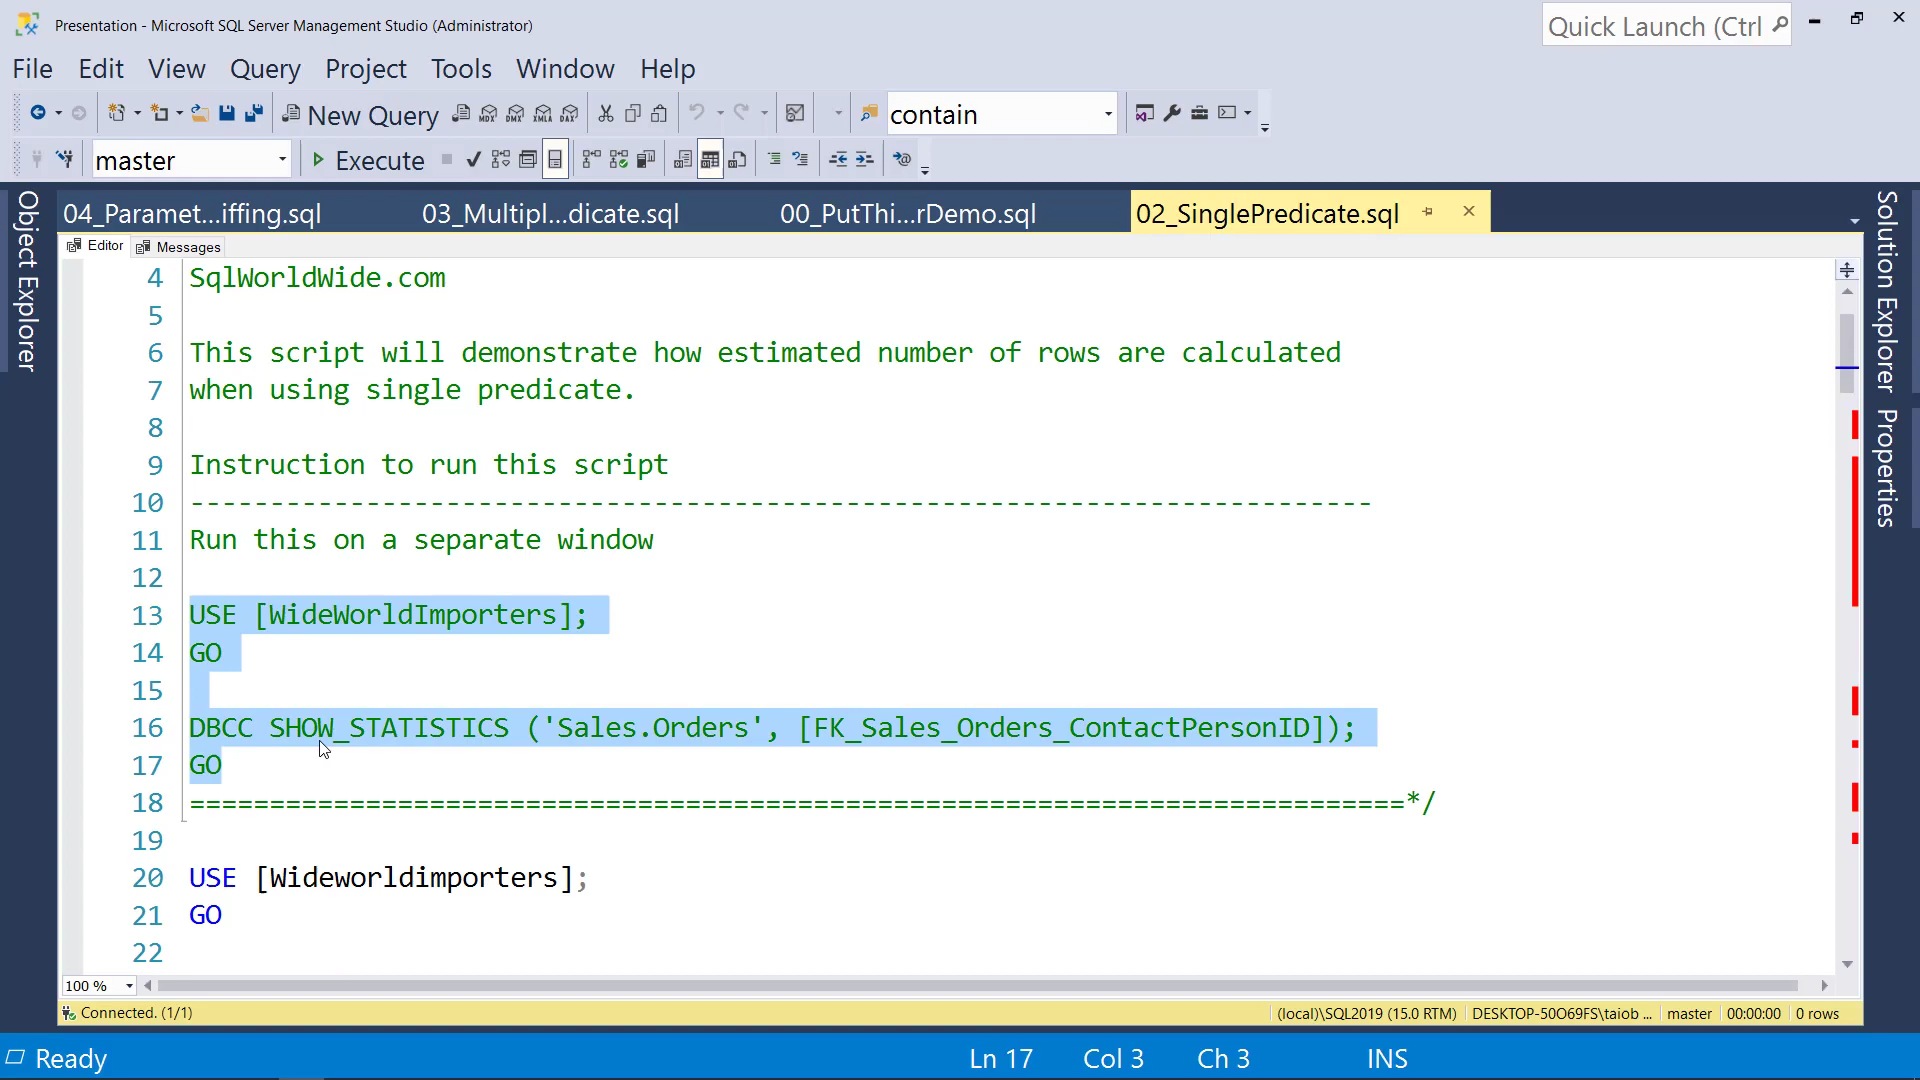 Presentation - Microsoft SQL Server Management Studio (Administrator)
Quick Launch (Ctrl
File Edit View Query Project Tools Window Help
New Query MDX DMX XMLA DAX contain
master Execute
04_Paramet...iffing.sql 03_Multipl...dicate.sql 00_PutThi...rDemo.sql 02_SinglePredicate.sql
Editor Messages
Object Explorer
Solution Explorer
Properties
4 SqlWorldWide.com
5
6 This script will demonstrate how estimated number of rows are calculated
7 when using single predicate.
8
9 Instruction to run this script
10 --------------------------------------------------------------------------
11 Run this on a separate window
12
13 USE [WideWorldImporters];
14 GO
15
16 DBCC SHOW_STATISTICS ('Sales.Orders', [FK_Sales_Orders_ContactPersonID]);
17 GO
18 ============================================================================*/
19
20 USE [Wideworldimporters];
21 GO
22
100 %
Connected. (1/1) (local)\SQL2019 (15.0 RTM) DESKTOP-50O69FS\taiob ... master 00:00:00 0 rows
Ready Ln 17 Col 3 Ch 3 INS